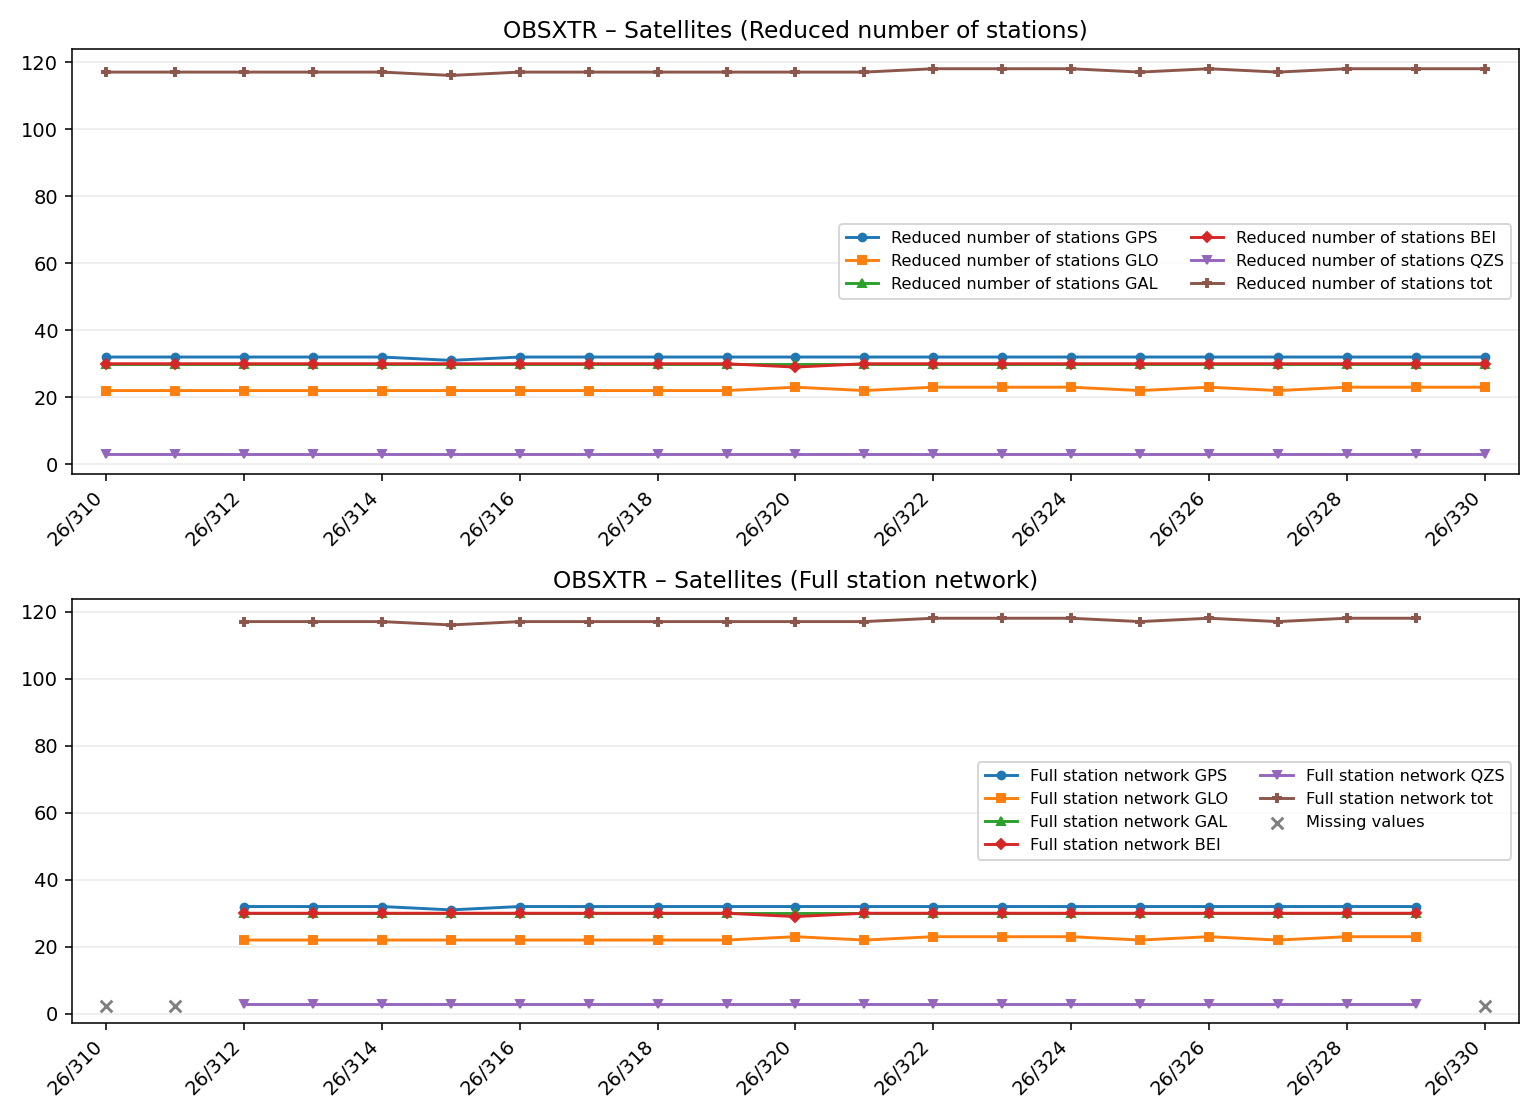 OBSXTR – Satellites (Reduced number of stations)
120
100
80
60
40
20
0
Reduced number of stations GPS
Reduced number of stations GLO
Reduced number of stations GAL
Reduced number of stations BEI
Reduced number of stations QZS
Reduced number of stations tot
26/310
26/312
26/314
26/316
26/318
26/320
26/322
26/324
26/326
26/328
26/330
OBSXTR – Satellites (Full station network)
120
100
80
60
40
20
0
Full station network GPS
Full station network GLO
Full station network GAL
Full station network BEI
Full station network QZS
Full station network tot
Missing values
26/310
26/312
26/314
26/316
26/318
26/320
26/322
26/324
26/326
26/328
26/330